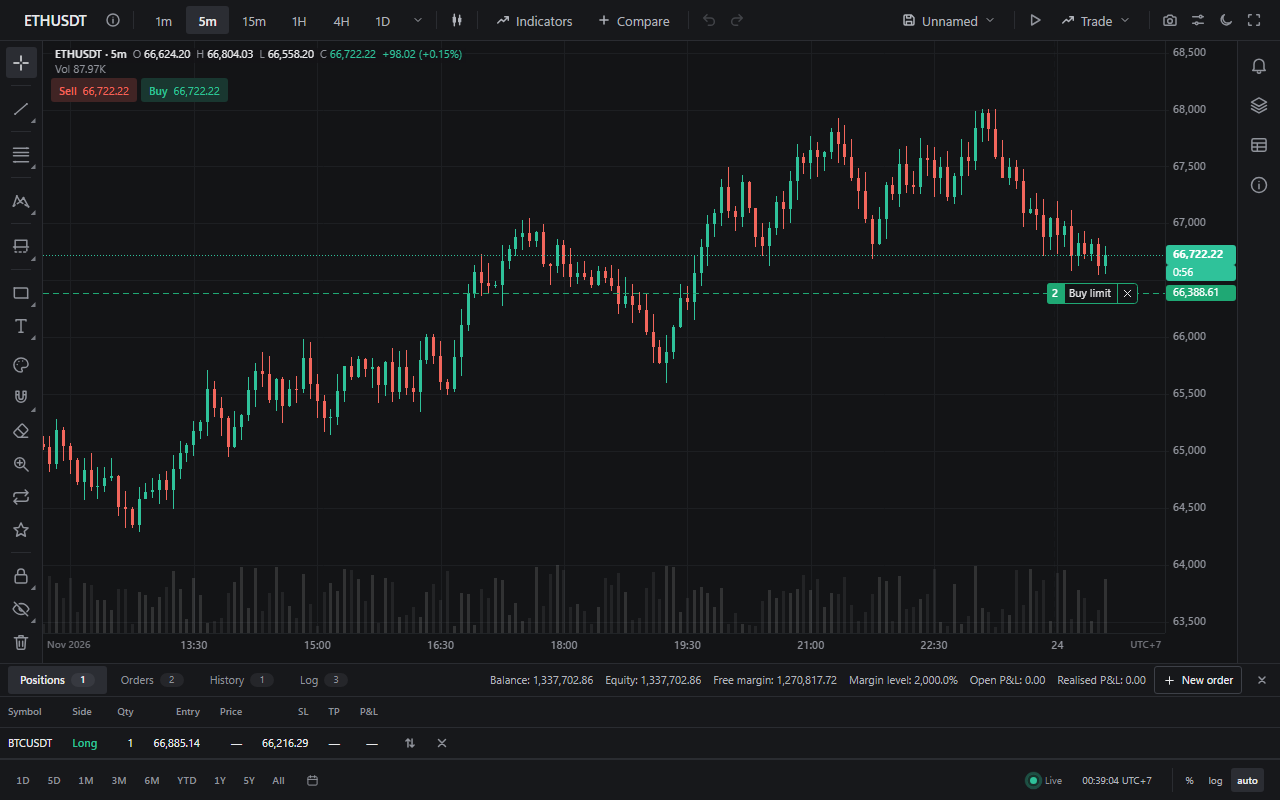 ETHUSDT 1m 5m 15m 1H 4H 1D Indicators Compare Unnamed Trade
ETHUSDT · 5m O 66,624.20 H 66,804.03 L 66,558.20 C 66,722.22 +98.02 (+0.15%)
Vol 87.97K
Sell 66,722.22 Buy 66,722.22
68,500
68,000
67,500
67,000
66,722.22
0:56
2 Buy limit 66,388.61
66,000
65,500
65,000
64,500
64,000
63,500
Nov 2026 13:30 15:00 16:30 18:00 19:30 21:00 22:30 24 UTC+7
Positions 1 Orders 2 History 1 Log 3 Balance: 1,337,702.86 Equity: 1,337,702.86 Free margin: 1,270,817.72 Margin level: 2,000.0% Open P&L: 0.00 Realised P&L: 0.00 New order
Symbol Side Qty Entry Price SL TP P&L
BTCUSDT Long 1 66,885.14 — 66,216.29 — —
1D 5D 1M 3M 6M YTD 1Y 5Y All Live 00:39:04 UTC+7 % log auto